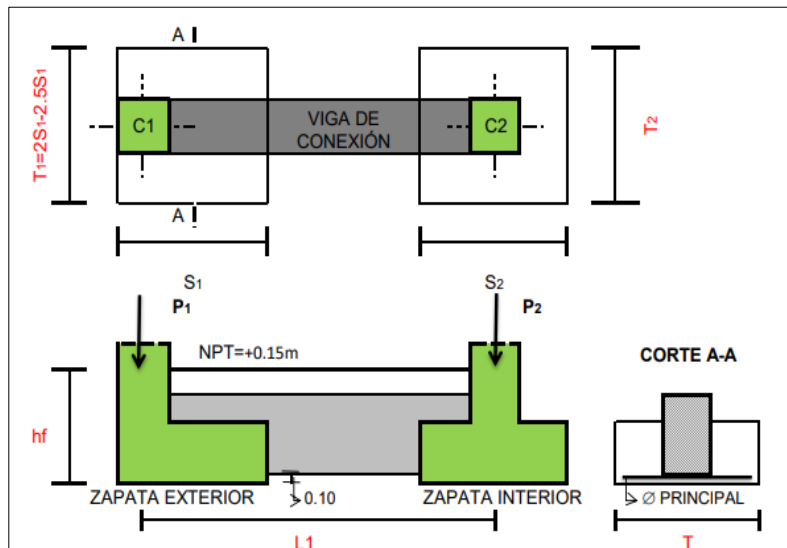 A
T1=2S1-2.5S1
C1
VIGA DE
CONEXIÓN
C2
T2
A
S1
S2
P1
P2
NPT=+0.15m
CORTE A-A
hf
0.10
ZAPATA EXTERIOR
ZAPATA INTERIOR
Ø PRINCIPAL
L1
T